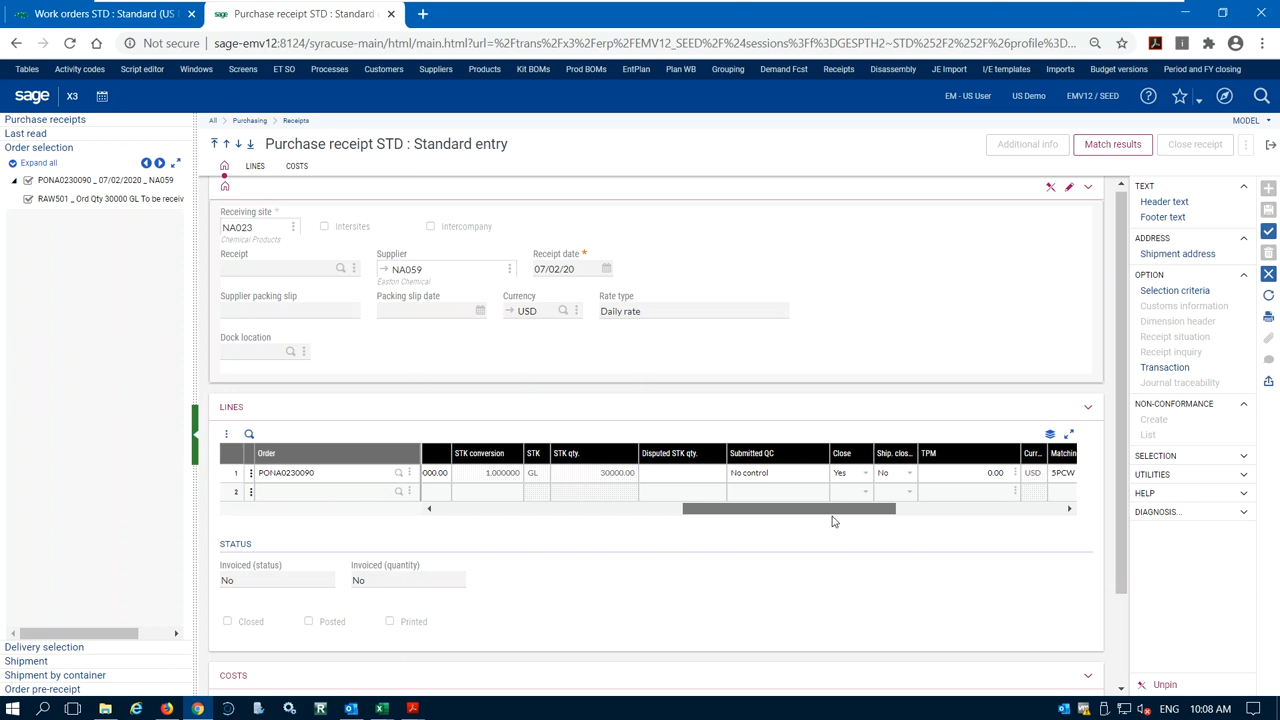 Work orders STD : Standard (US
Purchase receipt STD : Standard
Not secure
sage-emv12:8124/syracuse-main/html/main.html?url=%2Ftrans%2Fx3%2Ferp%2FEMV12_SEED%2F%24sessions%3Ff%3DGESPTH2~STD%252F2%252F%26profile%3D...
Tables
Activity codes
Script editor
Windows
Screens
ET SO
Processes
Customers
Suppliers
Products
Kit BOMs
Prod BOMs
EntPlan
Plan WB
Grouping
Demand Fcst
Receipts
Disassembly
JE Import
I/E templates
Imports
Budget versions
Period and FY closing
sage X3
EM - US User
US Demo
EMV12 / SEED
Purchase receipts
Last read
Order selection
Expand all
PONA0230090 _ 07/02/2020 _ NA059
RAW501 _ Ord Qty 30000 GL To be receiv
Delivery selection
Shipment
Shipment by container
Order pre-receipt
All
Purchasing
Receipts
MODEL
Purchase receipt STD : Standard entry
Additional info
Match results
Close receipt
LINES
COSTS
Receiving site *
NA023
Chemical Products
Intersites
Intercompany
Receipt
Supplier
NA059
Easton Chemical
Receipt date *
07/02/20
Supplier packing slip
Packing slip date
Currency
USD
Rate type
Daily rate
Dock location
LINES
Order
STK conversion
STK
STK qty.
Disputed STK qty.
Submitted QC
Close
Ship. clos...
TPM
Curr...
Matching
1
PONA0230090
000.00
1.000000
GL
30000.00
No control
Yes
No
0.00
USD
5PCW
2
STATUS
Invoiced (status)
No
Invoiced (quantity)
No
Closed
Posted
Printed
COSTS
TEXT
Header text
Footer text
ADDRESS
Shipment address
OPTION
Selection criteria
Customs information
Dimension header
Receipt situation
Receipt inquiry
Transaction
Journal traceability
NON-CONFORMANCE
Create
List
SELECTION
UTILITIES
HELP
DIAGNOSIS...
Unpin
ENG
10:08 AM